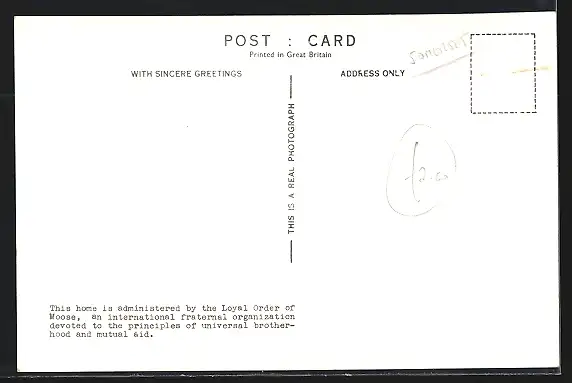 POST : CARD
Printed in Great Britain
WITH SINCERE GREETINGS
ADDRESS ONLY
THIS IS A REAL PHOTOGRAPH
£2.00
This home is administered by the Loyal Order of
Moose, an international fraternal organization
devoted to the principles of universal brother-
hood and mutual aid.